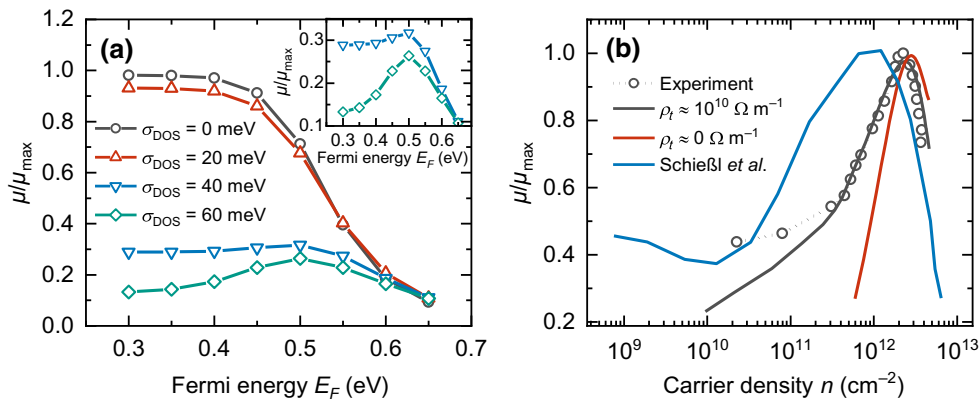 (a)
μ/μmax
1.0
0.8
0.6
0.4
0.2
0.0
0.3 0.4 0.5 0.6 0.7
Fermi energy EF (eV)
σDOS = 0 meV
σDOS = 20 meV
σDOS = 40 meV
σDOS = 60 meV
μ/μmax
0.3
0.2
0.1
0.3 0.4 0.5 0.6
Fermi energy EF (eV)
(b)
μ/μmax
1.0
0.8
0.6
0.4
0.2
10⁹ 10¹⁰ 10¹¹ 10¹² 10¹³
Carrier density n (cm⁻²)
Experiment
ρt ≈ 10¹⁰ Ω m⁻¹
ρt ≈ 0 Ω m⁻¹
Schießl et al.